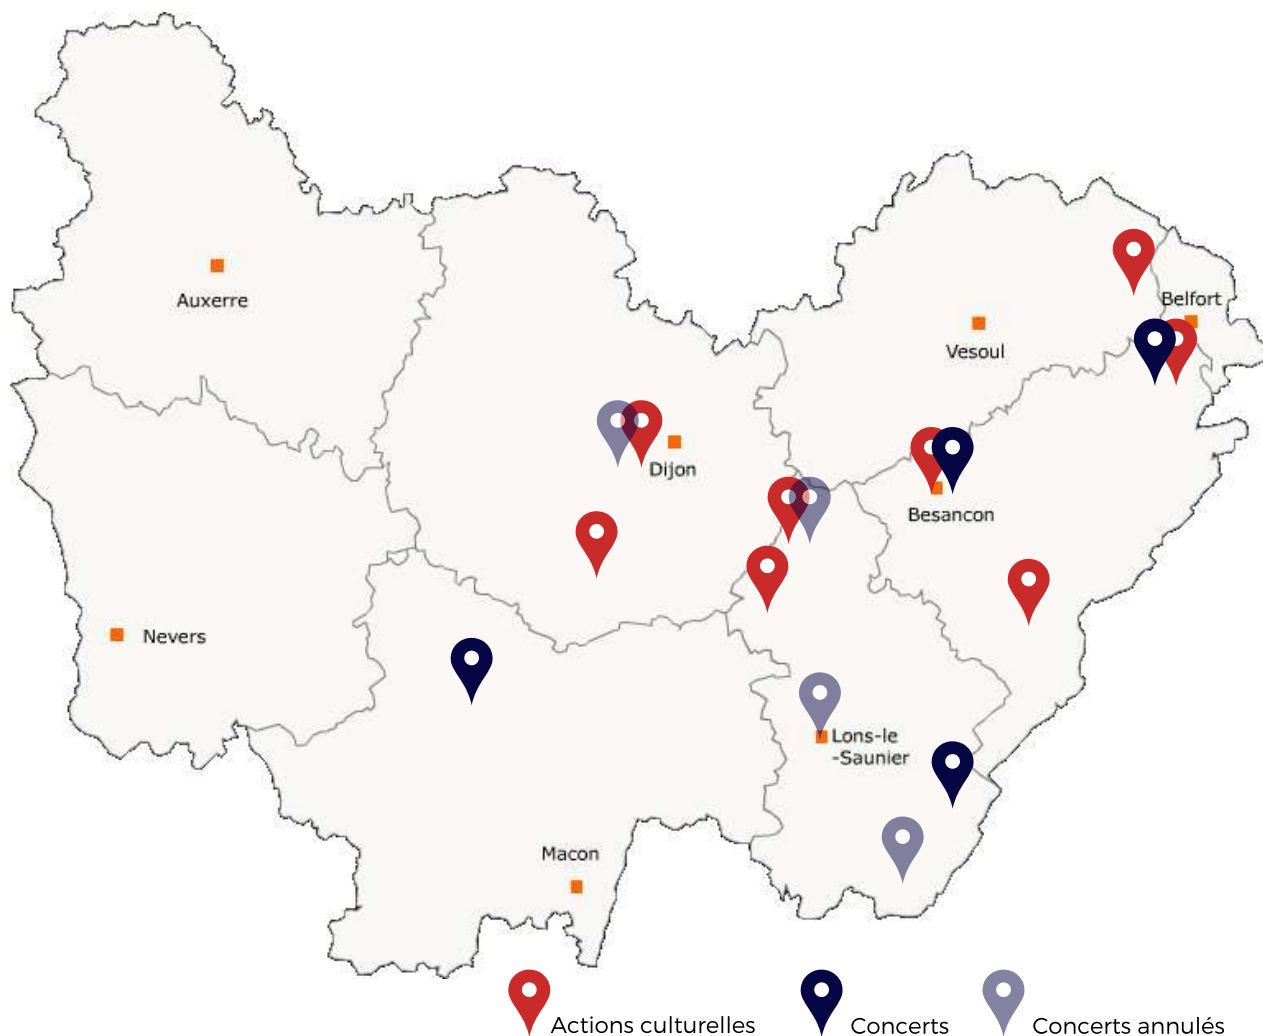 Auxerre
Belfort
Vesoul
Dijon
Besancon
Nevers
Lons-le
-Saunier
Macon
Actions culturelles
Concerts
Concerts annulés